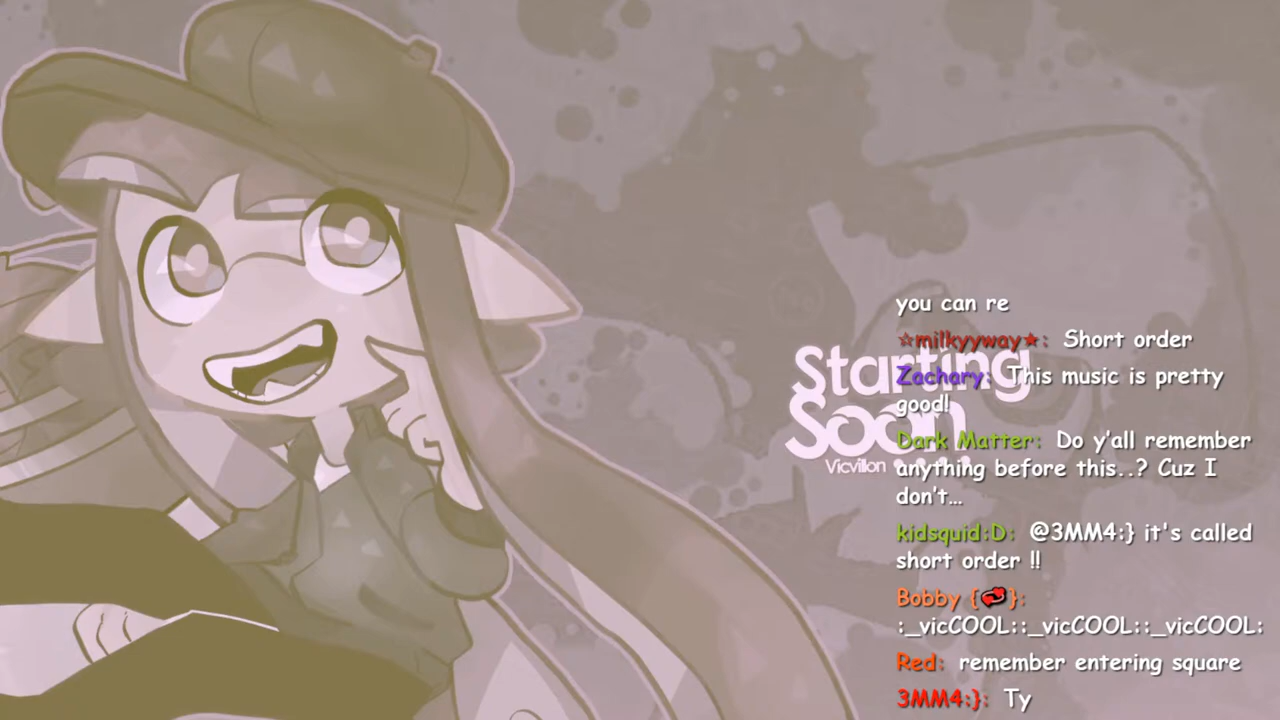 you can re
☆milkyyway★: Short order
Starting
Zachary: This music is pretty
good!
Soon
Dark Matter: Do y'all remember
Vicvillon
anything before this..? Cuz I
don't...
kidsquid:D: @3MM4:} it's called
short order !!
Bobby {💞}:
:_vicCOOL::_vicCOOL::_vicCOOL:
Red: remember entering square
3MM4:}: Ty